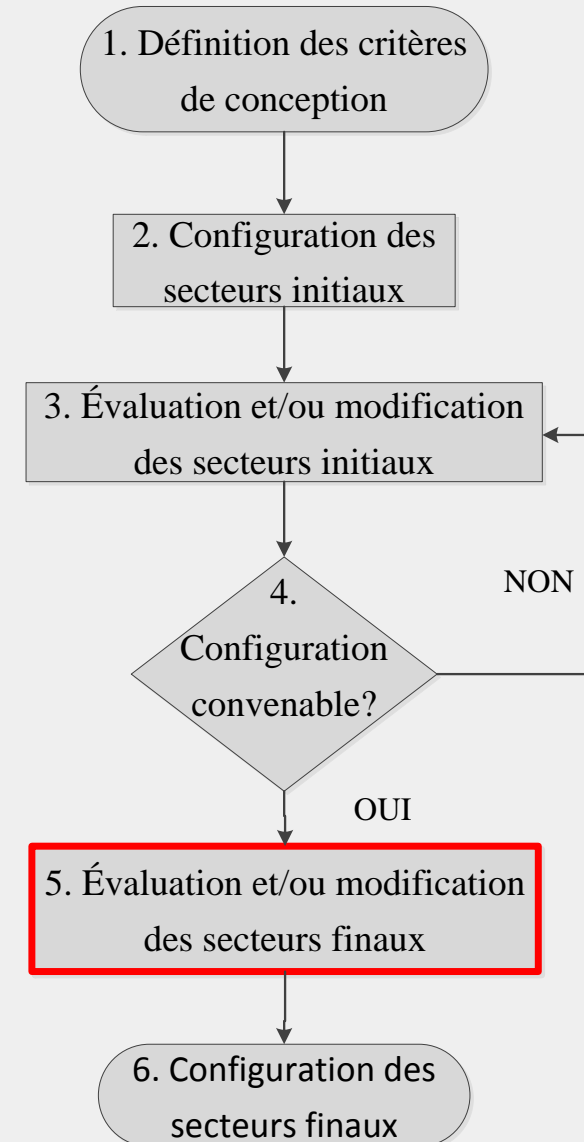 1. Définition des critères
de conception
2. Configuration des
secteurs initiaux
3. Évaluation et/ou modification
des secteurs initiaux
4.
Configuration
convenable?
NON
OUI
5. Évaluation et/ou modification
des secteurs finaux
6. Configuration des
secteurs finaux